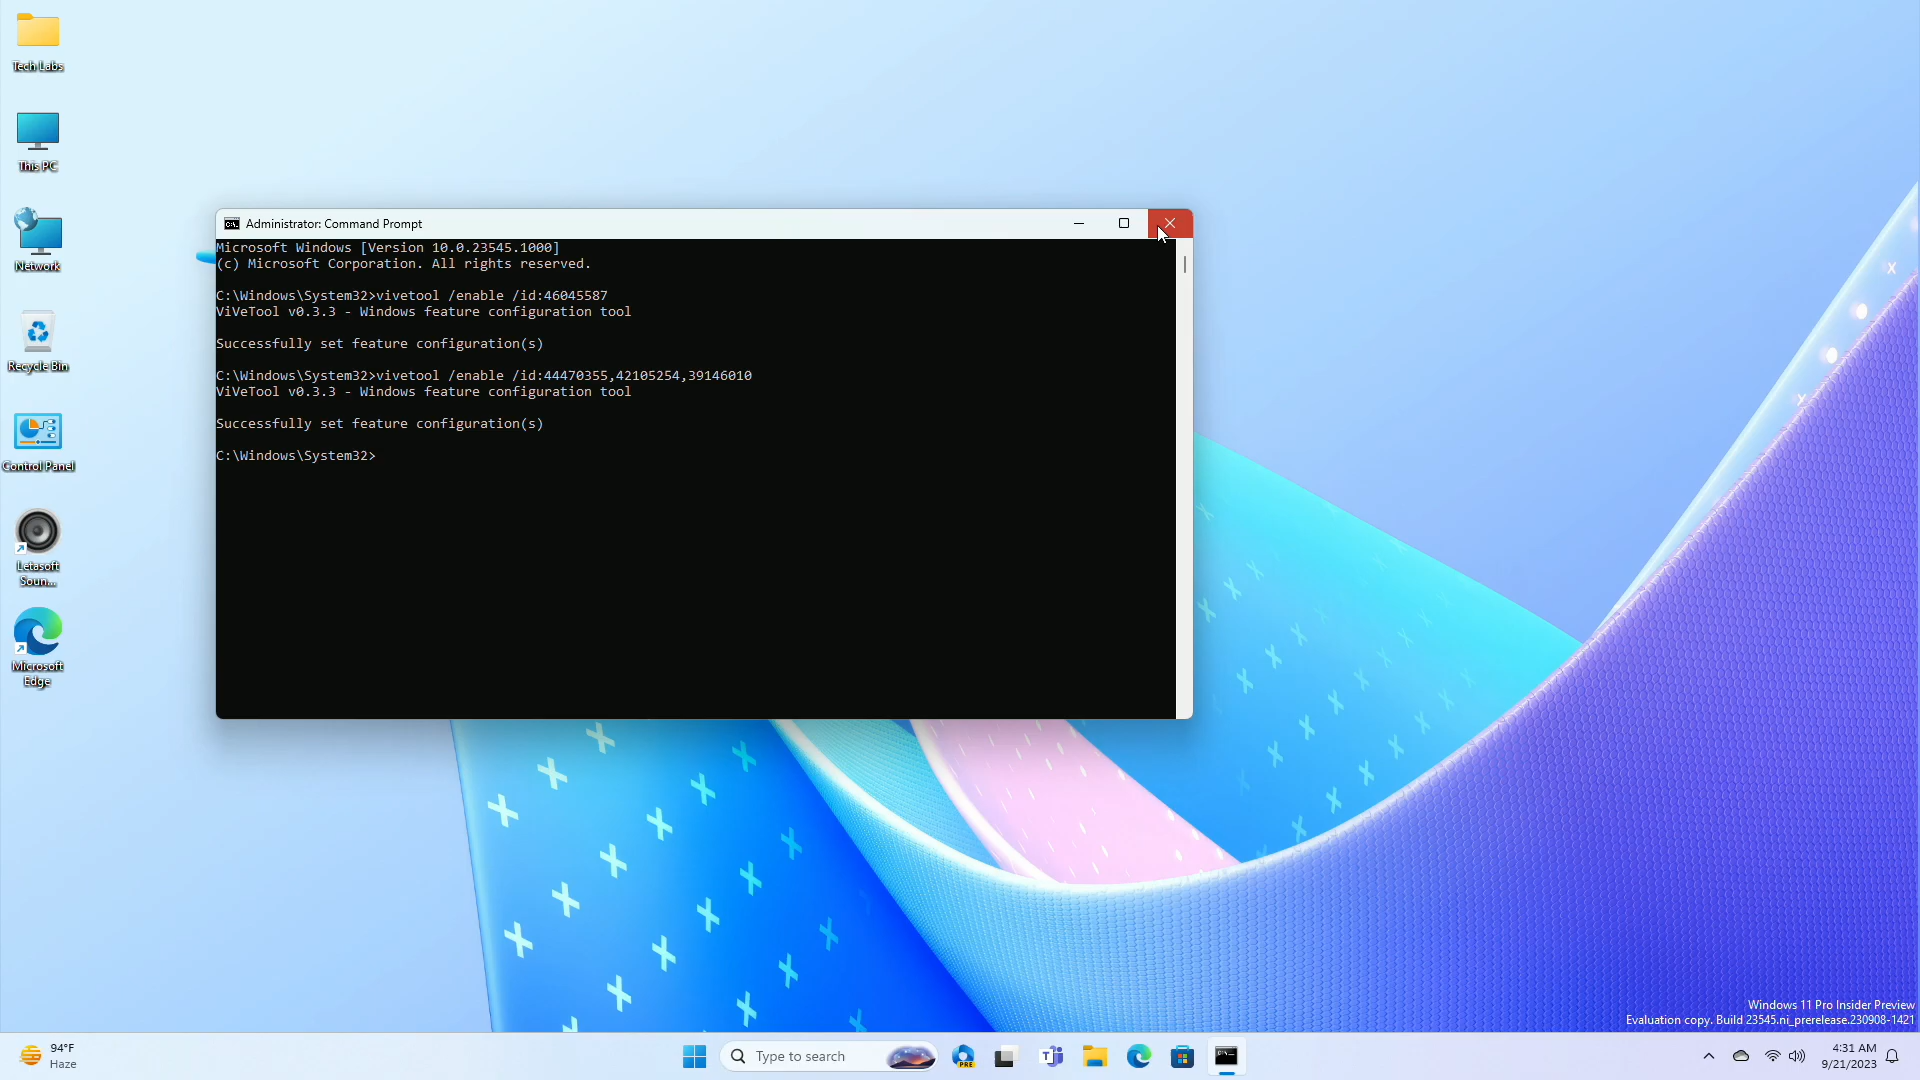 Tech Labs
This PC
Network
Recycle Bin
Control Panel
Letasoft
Soun...
Microsoft
Edge
Administrator: Command Prompt
Microsoft Windows [Version 10.0.23545.1000]
(c) Microsoft Corporation. All rights reserved.
C:\Windows\System32>vivetool /enable /id:46045587
ViVeTool v0.3.3 - Windows feature configuration tool
Successfully set feature configuration(s)
C:\Windows\System32>vivetool /enable /id:44470355,42105254,39146010
ViVeTool v0.3.3 - Windows feature configuration tool
Successfully set feature configuration(s)
C:\Windows\System32>
Windows 11 Pro Insider Preview
Evaluation copy. Build 23545.ni_prerelease.230908-1421
94°F
Haze
Type to search
PRE
4:31 AM
9/21/2023